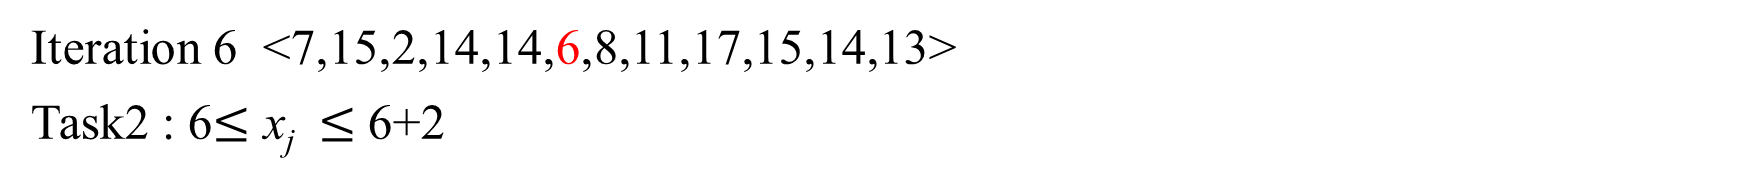 Iteration 6 <7,15,2,14,14,6,8,11,17,15,14,13>
Task2 : 6≤ xj ≤ 6+2